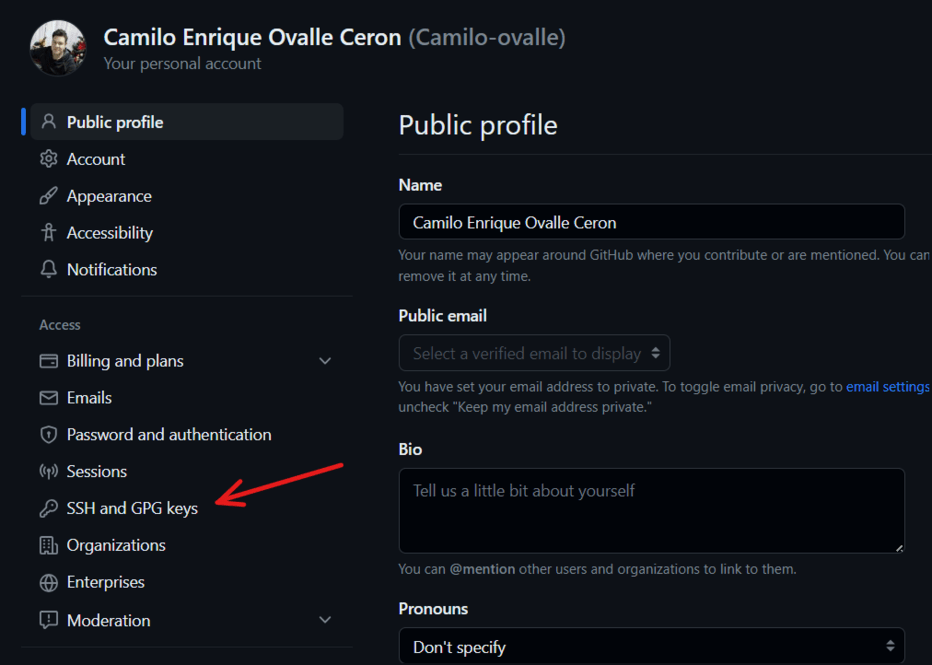 Camilo Enrique Ovalle Ceron (Camilo-ovalle)
Your personal account
Public profile
Account
Appearance
Accessibility
Notifications
Access
Billing and plans
Emails
Password and authentication
Sessions
SSH and GPG keys
Organizations
Enterprises
Moderation
Public profile
Name
Camilo Enrique Ovalle Ceron
Your name may appear around GitHub where you contribute or are mentioned. You can
remove it at any time.
Public email
Select a verified email to display
You have set your email address to private. To toggle email privacy, go to email settings
uncheck "Keep my email address private."
Bio
Tell us a little bit about yourself
You can @mention other users and organizations to link to them.
Pronouns
Don't specify